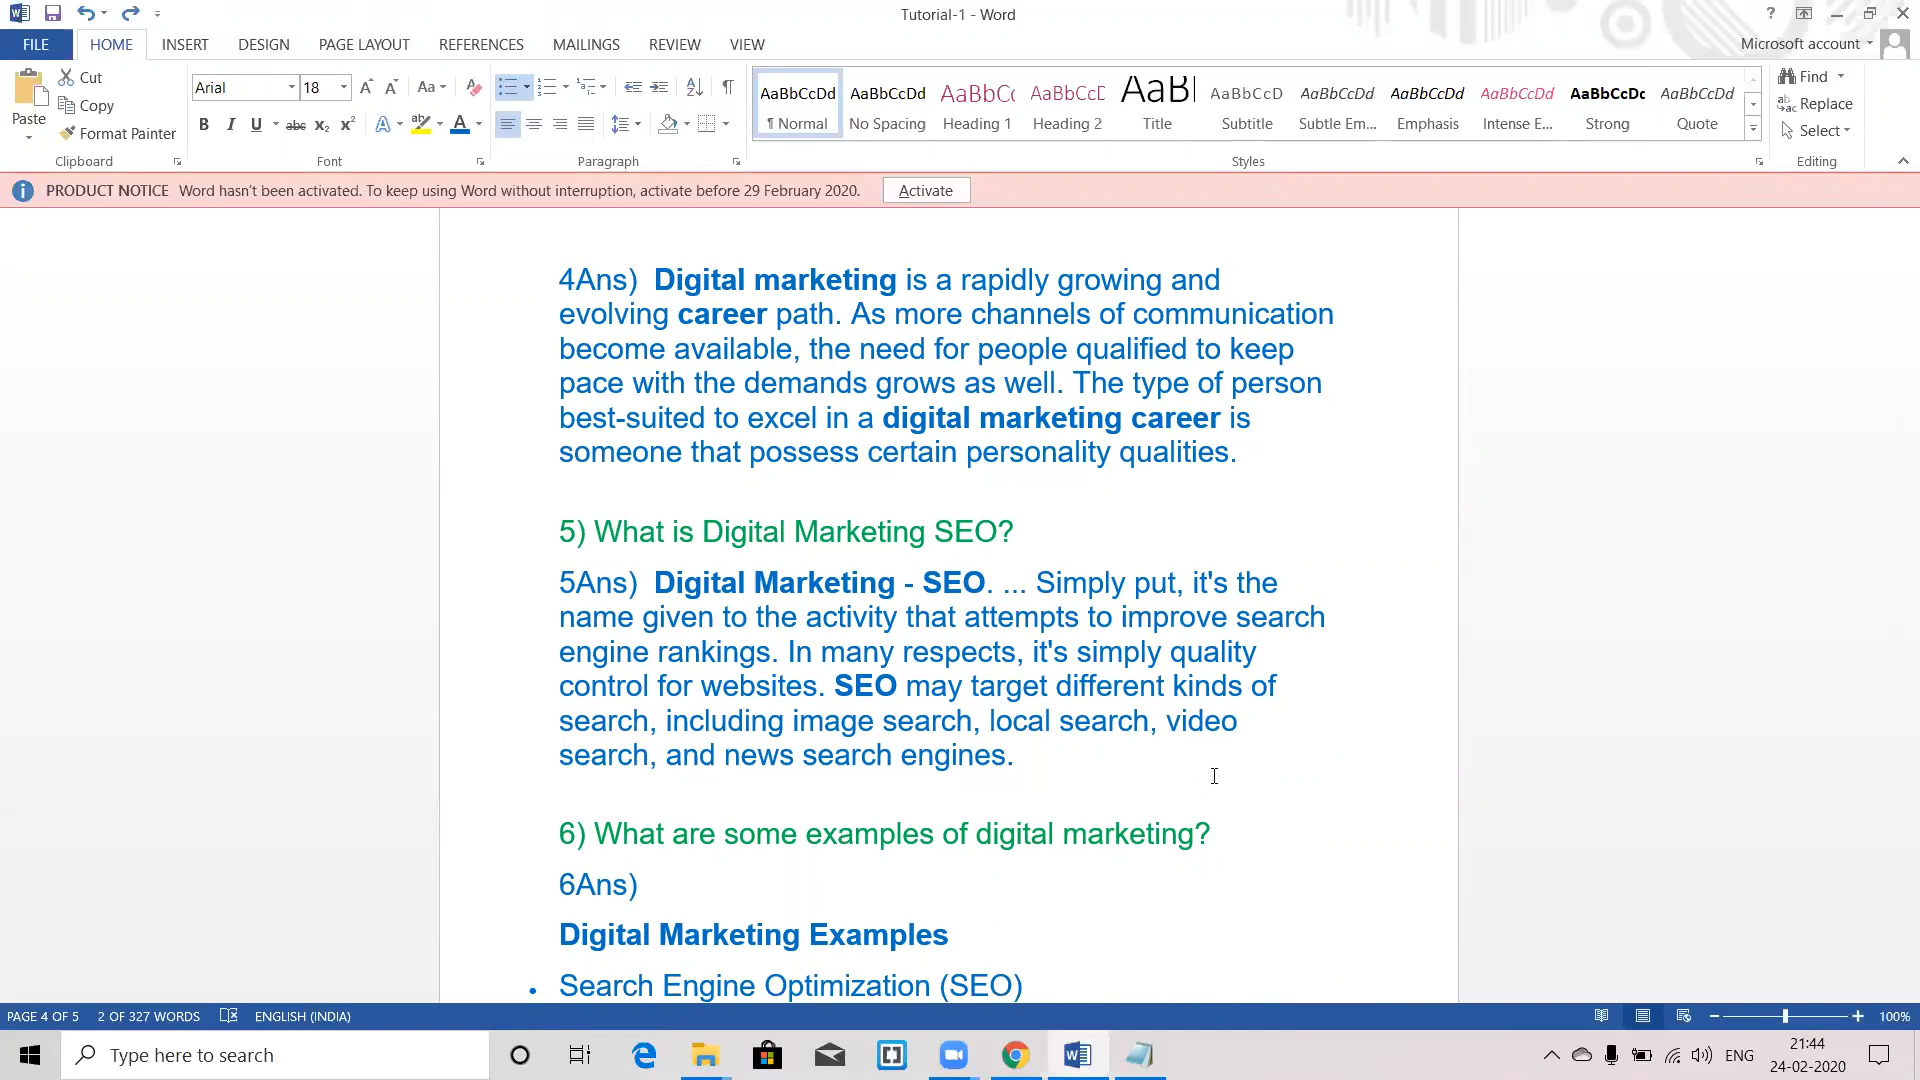 Tutorial-1 - Word
?
FILE
HOME
INSERT
DESIGN
PAGE LAYOUT
REFERENCES
MAILINGS
REVIEW
VIEW
Microsoft account
Paste
Cut
Copy
Format Painter
Clipboard
Arial
18
Aa
B I U abc x₂ x² A A
Font
Paragraph
AaBbCcDd
¶ Normal
AaBbCcDd
No Spacing
AaBbCc
Heading 1
AaBbCcD
Heading 2
AaBl
Title
AaBbCcD
Subtitle
AaBbCcDd
Subtle Em...
AaBbCcDd
Emphasis
AaBbCcDd
Intense E...
AaBbCcDc
Strong
AaBbCcDd
Quote
Styles
Find
Replace
Select
Editing
PRODUCT NOTICE Word hasn't been activated. To keep using Word without interruption, activate before 29 February 2020.
Activate
4Ans) Digital marketing is a rapidly growing and
evolving career path. As more channels of communication
become available, the need for people qualified to keep
pace with the demands grows as well. The type of person
best-suited to excel in a digital marketing career is
someone that possess certain personality qualities.
5) What is Digital Marketing SEO?
5Ans) Digital Marketing - SEO. ... Simply put, it's the
name given to the activity that attempts to improve search
engine rankings. In many respects, it's simply quality
control for websites. SEO may target different kinds of
search, including image search, local search, video
search, and news search engines.
6) What are some examples of digital marketing?
6Ans)
Digital Marketing Examples
• Search Engine Optimization (SEO)
PAGE 4 OF 5
2 OF 327 WORDS
ENGLISH (INDIA)
100%
Type here to search
ENG
21:44
24-02-2020